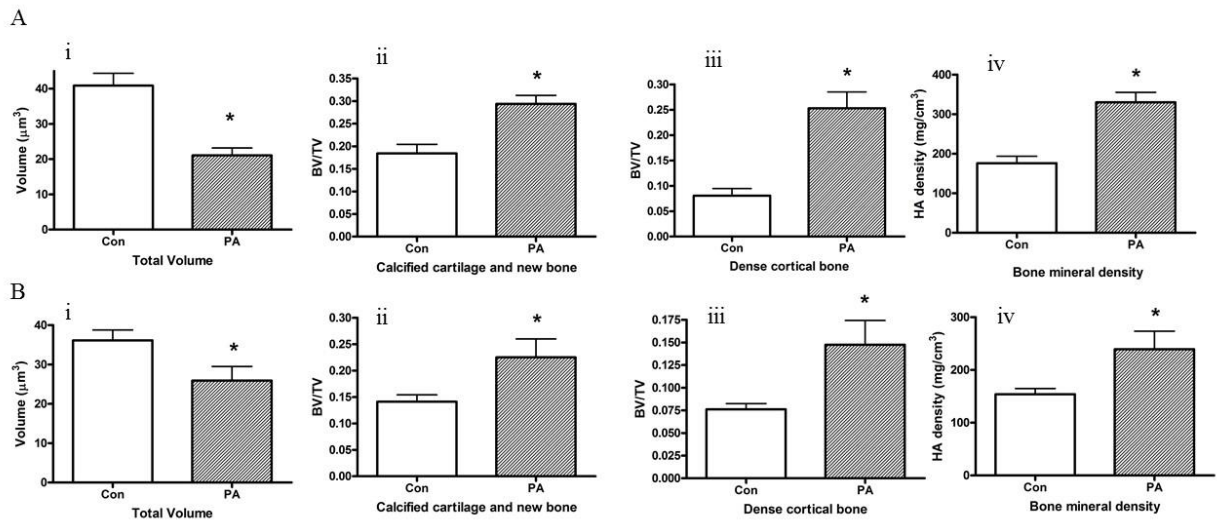 A
i
Volume (μm³)
40
30
20
10
0
*
Con
PA
Total Volume
ii
BV/TV
0.35
0.30
0.25
0.20
0.15
0.10
0.05
0.00
*
Con
PA
Calcified cartilage and new bone
iii
BV/TV
0.30
0.25
0.20
0.15
0.10
0.05
0.00
*
Con
PA
Dense cortical bone
iv
HA density (mg/cm³)
400
300
200
100
0
*
Con
PA
Bone mineral density
B
i
Volume (μm³)
40
30
20
10
0
*
Con
PA
Total Volume
ii
BV/TV
0.30
0.25
0.20
0.15
0.10
0.05
0.00
*
Con
PA
Calcified cartilage and new bone
iii
BV/TV
0.175
0.150
0.125
0.100
0.075
0.050
0.025
0.000
*
Con
PA
Dense cortical bone
iv
HA density (mg/cm³)
300
200
100
0
*
Con
PA
Bone mineral density